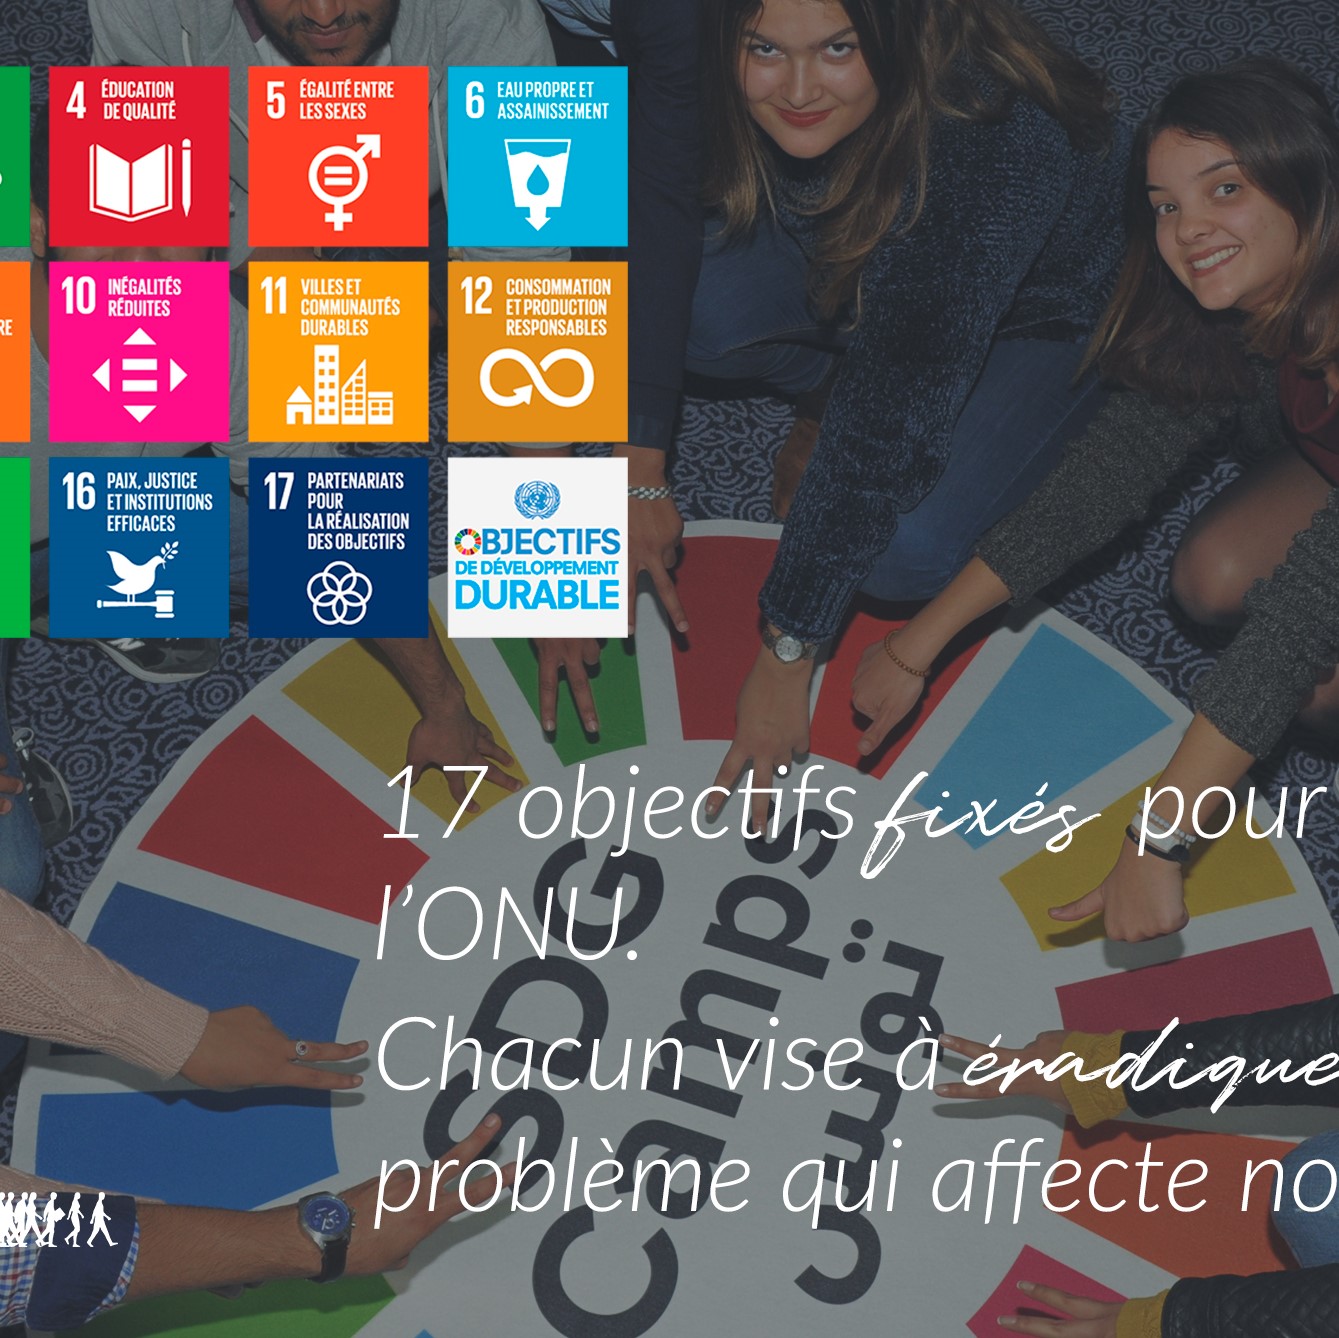 4 ÉDUCATION
DE QUALITÉ
5 ÉGALITÉ ENTRE
LES SEXES
6 EAU PROPRE ET
ASSAINISSEMENT
RE
10 INÉGALITÉS
RÉDUITES
11 VILLES ET
COMMUNAUTÉS
DURABLES
12 CONSOMMATION
ET PRODUCTION
RESPONSABLES
16 PAIX, JUSTICE
ET INSTITUTIONS
EFFICACES
17 PARTENARIATS
POUR
LA RÉALISATION
DES OBJECTIFS
OBJECTIFS
DE DÉVELOPPEMENT
DURABLE
17 objectifs fixés pour
l'ONU.
Chacun vise à éradique
problème qui affecte no
SDG
Camps
تونس